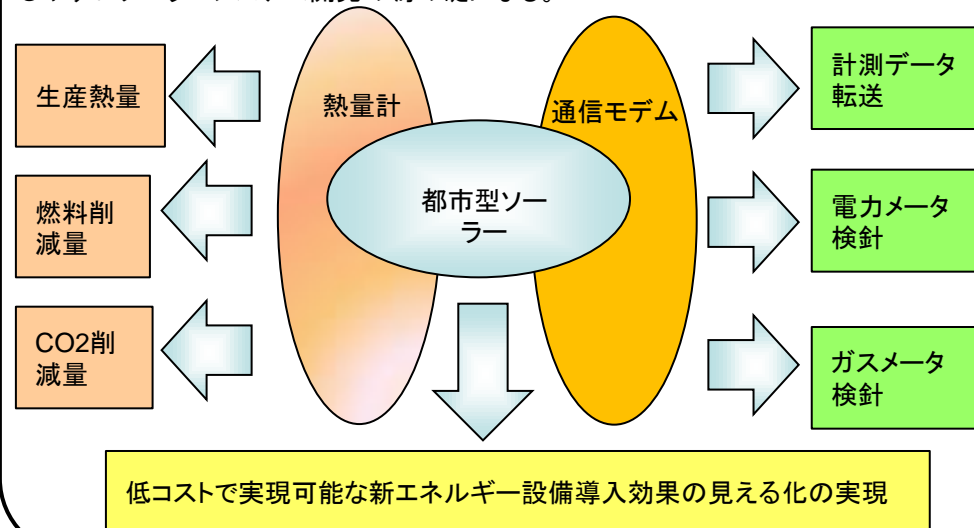 生産熱量
燃料削
減量
CO2削
減量
熱量計
都市型ソー
ラー
通信モデム
計測データ
転送
電力メータ
検針
ガスメータ
検針
低コストで実現可能な新エネルギー設備導入効果の見える化の実現